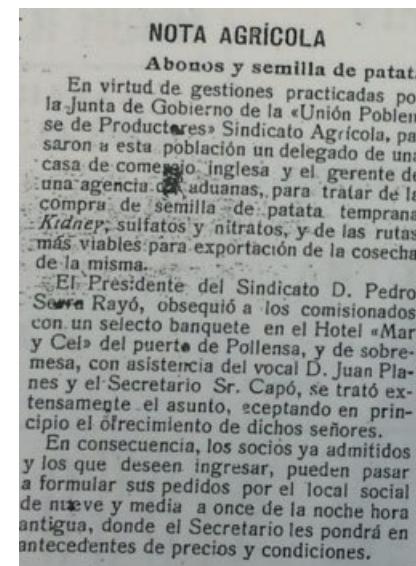 NOTA AGRÍCOLA
Abonos y semilla de patat
En virtud de gestiones practicadas po
la Junta de Gobierno de la «Unión Poblen
se de Productores» Sindicato Agrícola, pa
saron a esta población un delegado de una
casa de comercio inglesa y el gerente de
una agencia de aduanas, para tratar de la
compra de semilla de patata temprana
Kidney, sulfatos y nitratos, y de las rutas
más viables para exportación de la cosecha
de la misma.
El Presidente del Sindicato D. Pedro
Serra Rayó, obsequió a los comisionados
con un selecto banquete en el Hotel «Mar
y Cel» del puerto de Pollensa, y de sobre-
mesa, con asistencia del vocal D. Juan Pla-
nes y el Secretario Sr. Capó, se trató ex-
tensamente el asunto, aceptando en prin-
cipio el ofrecimiento de dichos señores.
En consecuencia, los socios ya admitidos
y los que deseen ingresar, pueden pasar
a formular sus pedidos por el local social
de nueve y media a once de la noche hora
antigua, donde el Secretario les pondrá en
antecedentes de precios y condiciones.